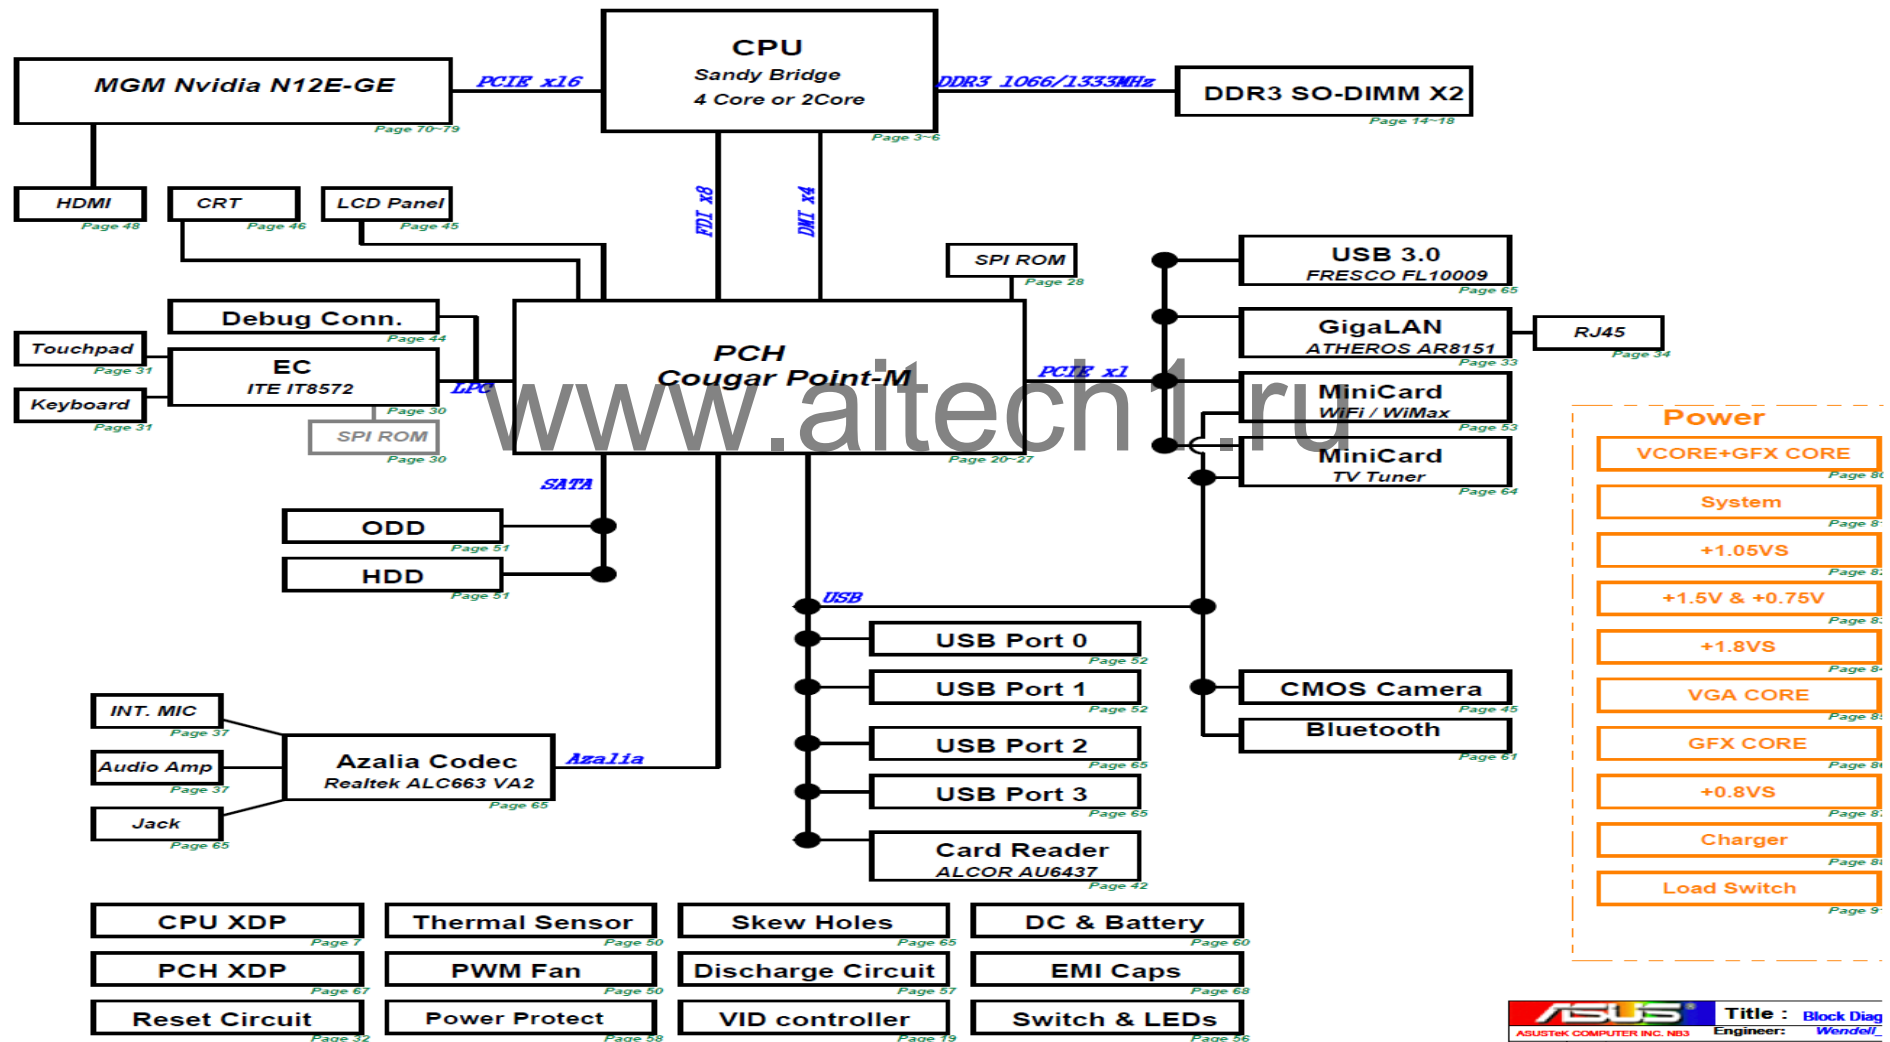 CPU
Sandy Bridge
4 Core or 2Core
Page 3~6
MGM Nvidia N12E-GE
Page 70~79
PCIE x16
DDR3 1066/1333MHz
DDR3 SO-DIMM X2
Page 14~18
HDMI
Page 48
CRT
Page 46
LCD Panel
Page 45
FDI x8
DMI x4
SPI ROM
Page 28
USB 3.0
FRESCO FL10009
Page 65
Debug Conn.
Page 44
GigaLAN
ATHEROS AR8151
Page 33
RJ45
Page 34
Touchpad
Page 31
EC
ITE IT8572
Page 30
Keyboard
Page 31
SPI ROM
Page 30
LPC
PCH
Cougar Point-M
Page 20~27
PCIE x1
www.aitech1.ru
MiniCard
WiFi / WiMax
Page 53
MiniCard
TV Tuner
Page 64
SATA
ODD
Page 51
HDD
Page 51
USB
USB Port 0
Page 52
USB Port 1
Page 52
USB Port 2
Page 65
USB Port 3
Page 65
Card Reader
ALCOR AU6437
Page 42
CMOS Camera
Page 45
Bluetooth
Page 61
INT. MIC
Page 37
Audio Amp
Page 37
Jack
Page 65
Azalia Codec
Realtek ALC663 VA2
Page 65
Azalia
Power
VCORE+GFX CORE
Page 80
System
Page
+1.05VS
Page
+1.5V & +0.75V
Page
+1.8VS
Page
VGA CORE
Page
GFX CORE
Page
+0.8VS
Page
Charger
Page
Load Switch
Page
CPU XDP
Page 7
Thermal Sensor
Page 50
Skew Holes
Page 65
DC & Battery
Page 60
PCH XDP
Page 67
PWM Fan
Page 50
Discharge Circuit
Page 57
EMI Caps
Page 68
Reset Circuit
Page 32
Power Protect
Page 58
VID controller
Page 19
Switch & LEDs
Page 56
ASUS
ASUSTeK COMPUTER INC. NB3
Title : Block Diag
Engineer: Wendell_